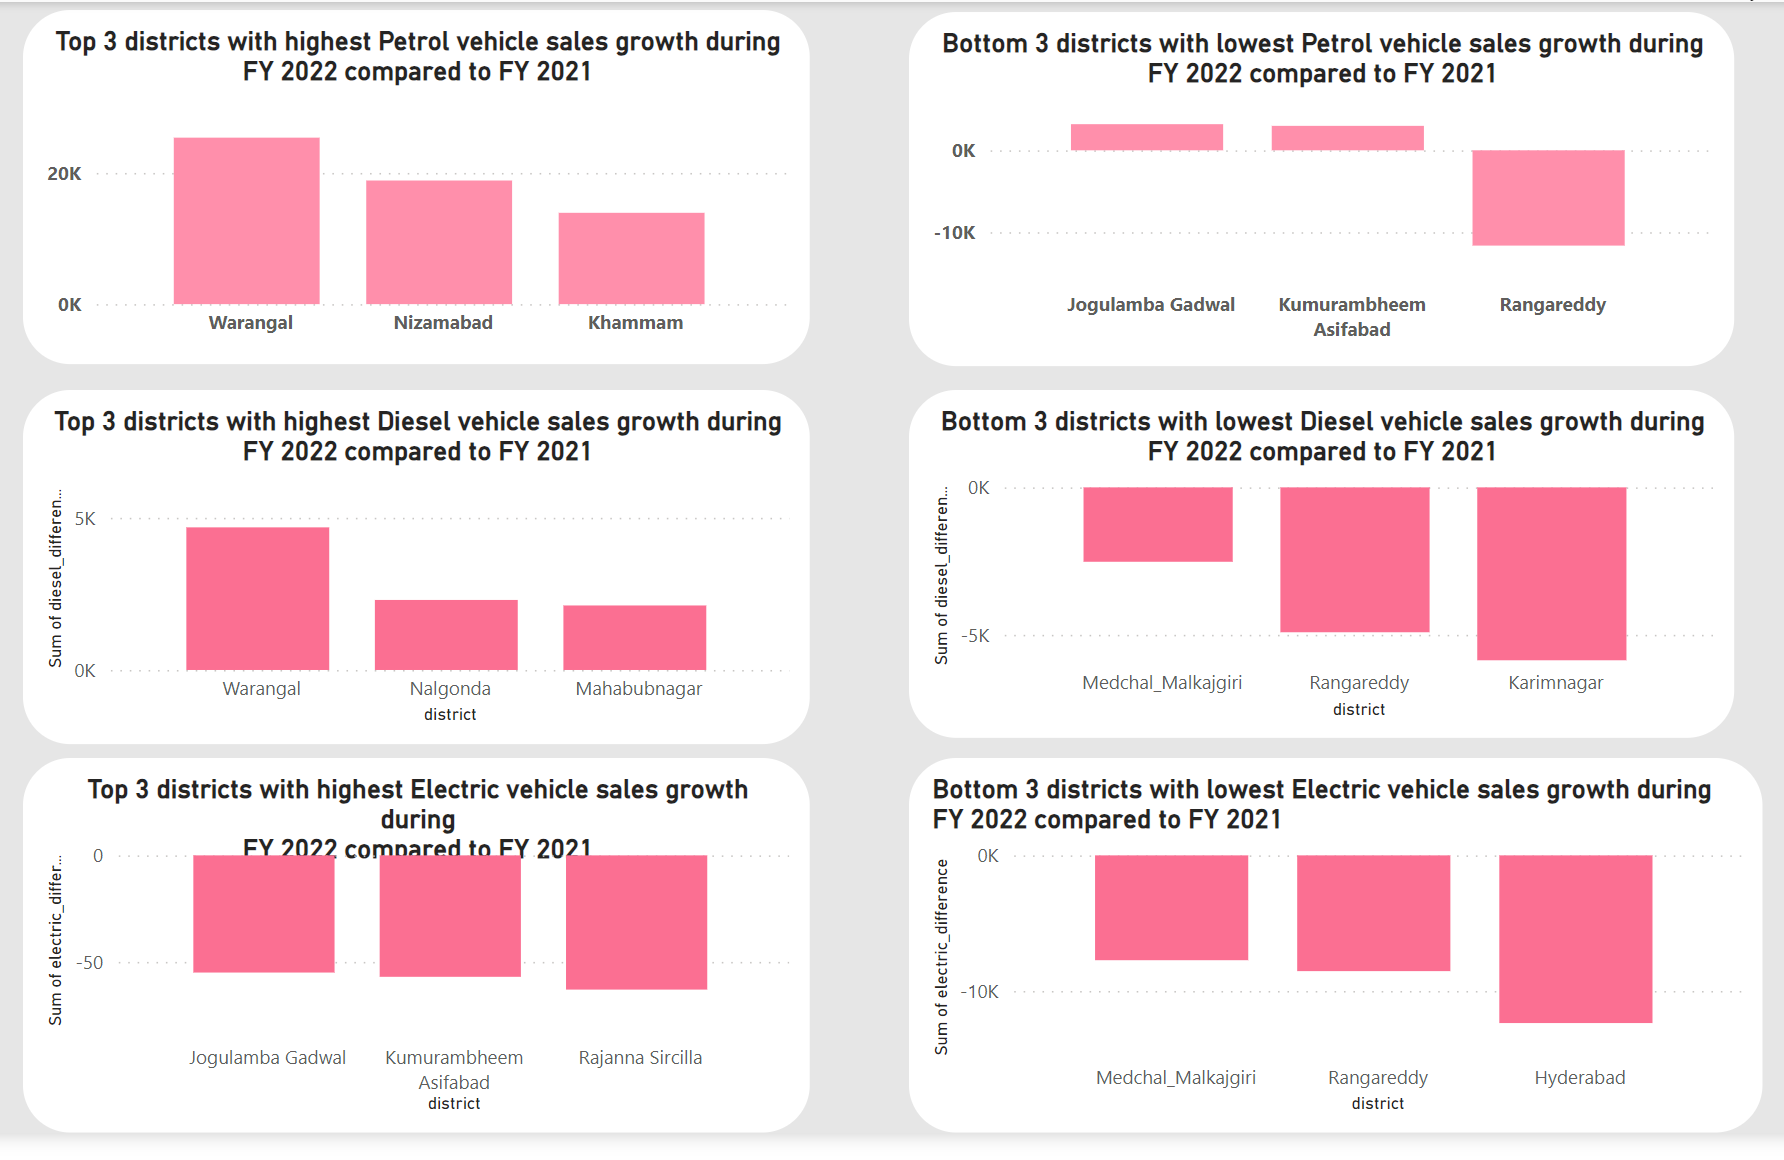 Top 3 districts with highest Petrol vehicle sales growth during
FY 2022 compared to FY 2021
20K
0K
Warangal
Nizamabad
Khammam
Bottom 3 districts with lowest Petrol vehicle sales growth during
FY 2022 compared to FY 2021
0K
-10K
Jogulamba Gadwal
Kumurambheem
Asifabad
Rangareddy
Top 3 districts with highest Diesel vehicle sales growth during
FY 2022 compared to FY 2021
Sum of diesel_differen...
5K
0K
Warangal
Nalgonda
Mahabubnagar
district
Bottom 3 districts with lowest Diesel vehicle sales growth during
FY 2022 compared to FY 2021
Sum of diesel_differen...
0K
-5K
Medchal_Malkajgiri
Rangareddy
Karimnagar
district
Top 3 districts with highest Electric vehicle sales growth
during
FY 2022 compared to FY 2021
Sum of electric_differ...
0
-50
Jogulamba Gadwal
Kumurambheem
Asifabad
Rajanna Sircilla
district
Bottom 3 districts with lowest Electric vehicle sales growth during
FY 2022 compared to FY 2021
Sum of electric_difference
0K
-10K
Medchal_Malkajgiri
Rangareddy
Hyderabad
district